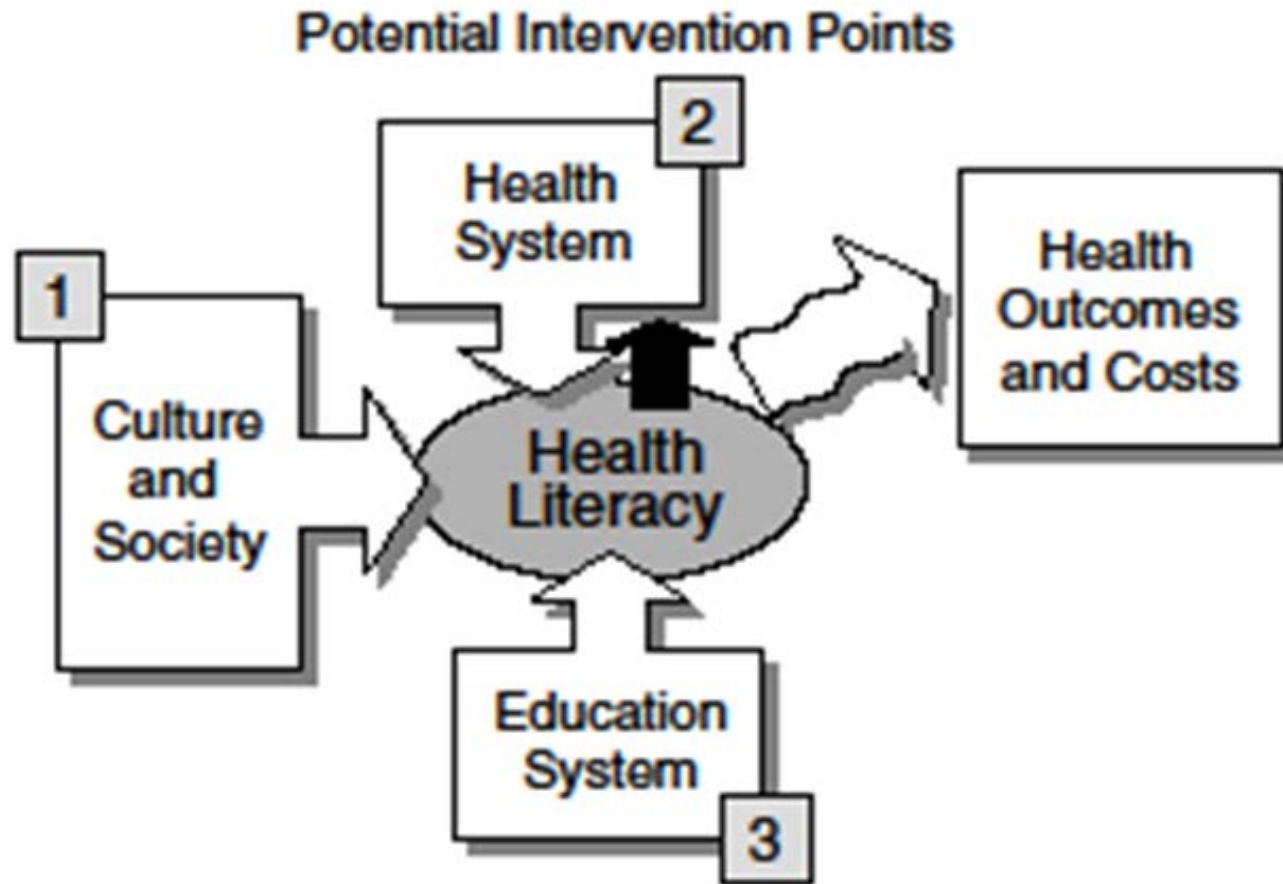 Potential Intervention Points
2
Health
System
1
Culture
and
Society
Health
Literacy
Health
Outcomes
and Costs
Education
System
3